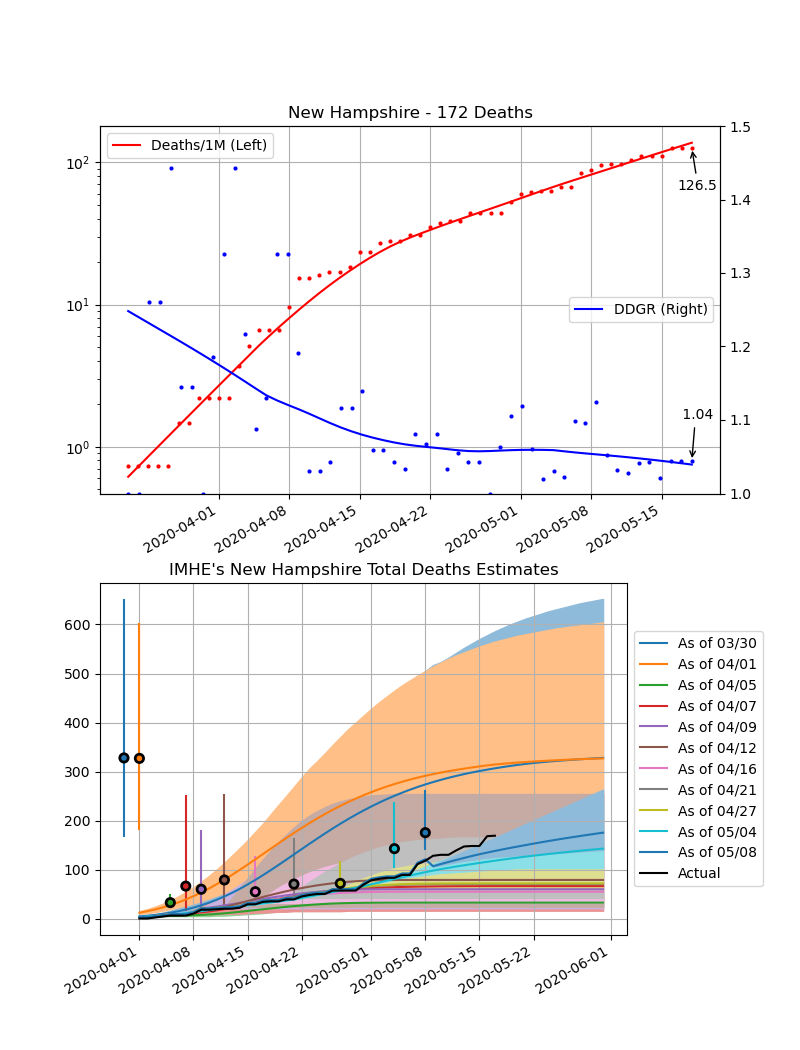 New Hampshire - 172 Deaths
Deaths/1M (Left)
DDGR (Right)
126.5
1.04
10²
10¹
10⁰
1.5
1.4
1.3
1.2
1.1
1.0
2020-04-01
2020-04-08
2020-04-15
2020-04-22
2020-05-01
2020-05-08
2020-05-15
IMHE's New Hampshire Total Deaths Estimates
600
500
400
300
200
100
0
2020-04-01
2020-04-08
2020-04-15
2020-04-22
2020-05-01
2020-05-08
2020-05-15
2020-05-22
2020-06-01
As of 03/30
As of 04/01
As of 04/05
As of 04/07
As of 04/09
As of 04/12
As of 04/16
As of 04/21
As of 04/27
As of 05/04
As of 05/08
Actual